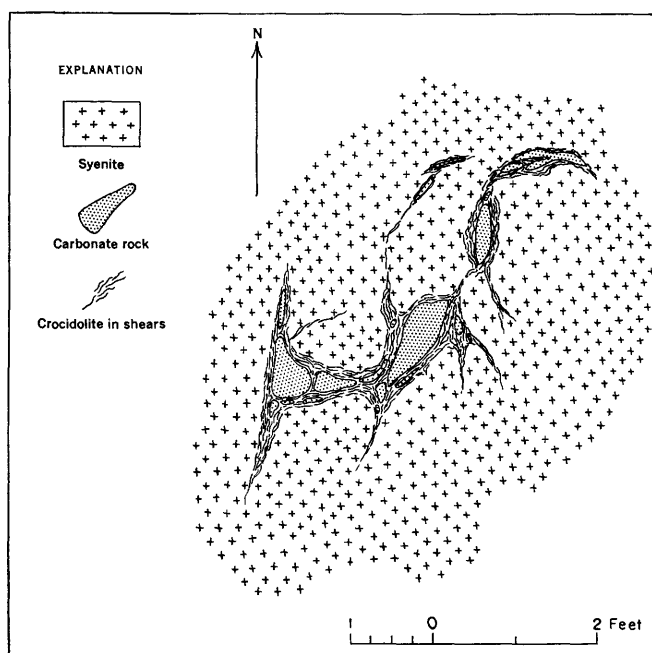 N
EXPLANATION
Syenite
Carbonate rock
Crocidolite in shears
1 0 2 Feet